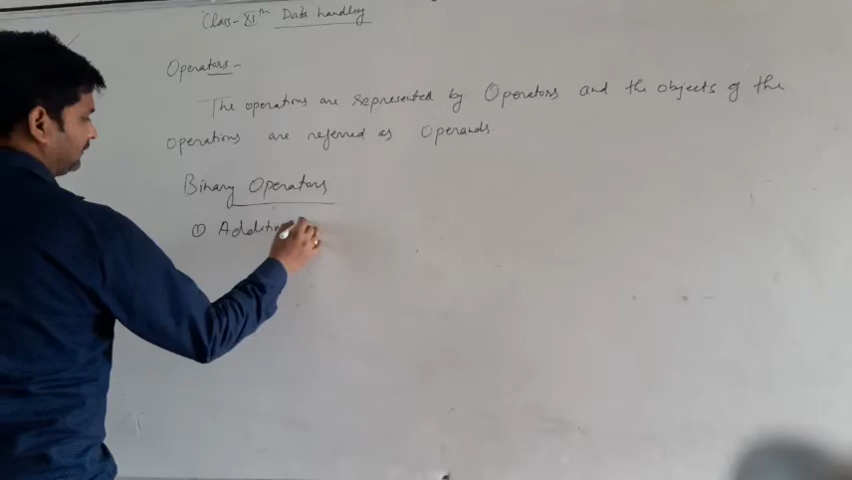 Class-XIth Data handling
Operators-
The operations are represented by Operators and the objects of the
operations are referred as Operands.
Binary Operators
① Additi